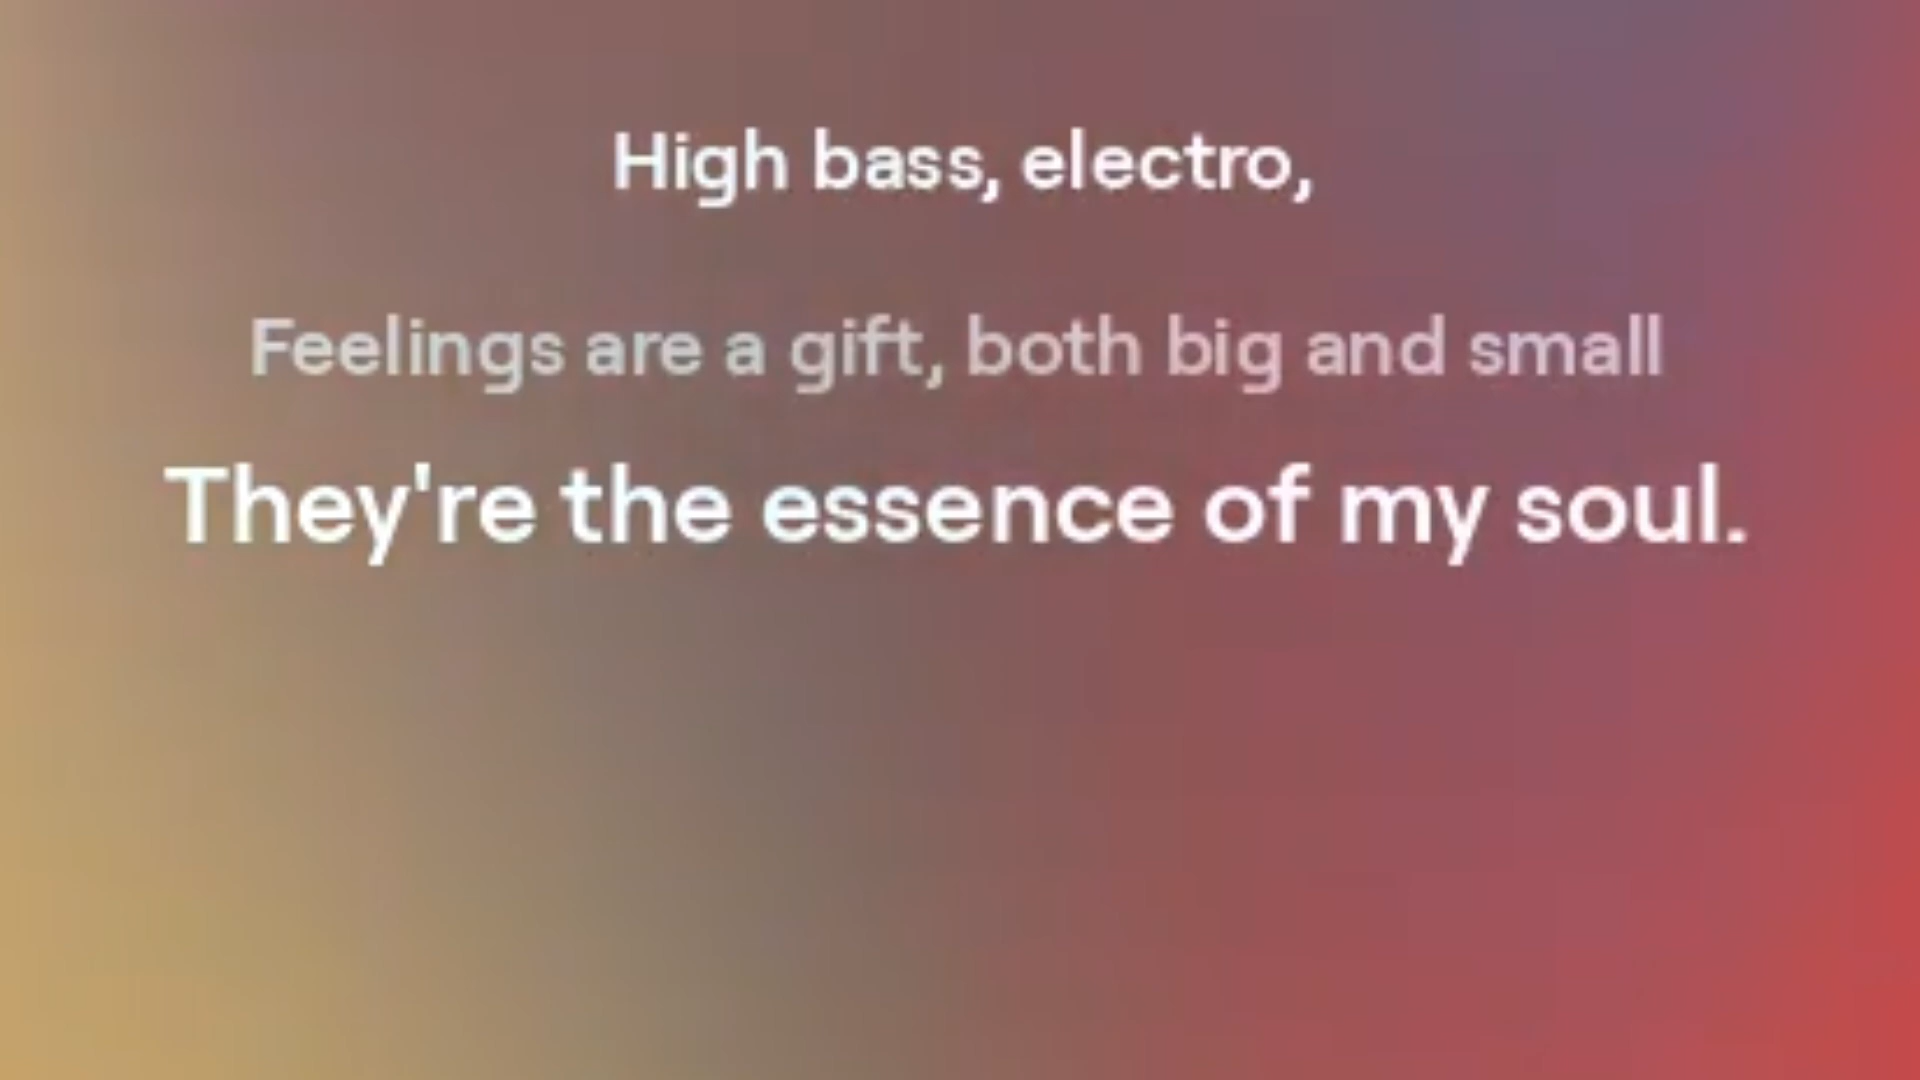 High bass, electro,
Feelings are a gift, both big and small
They're the essence of my soul.